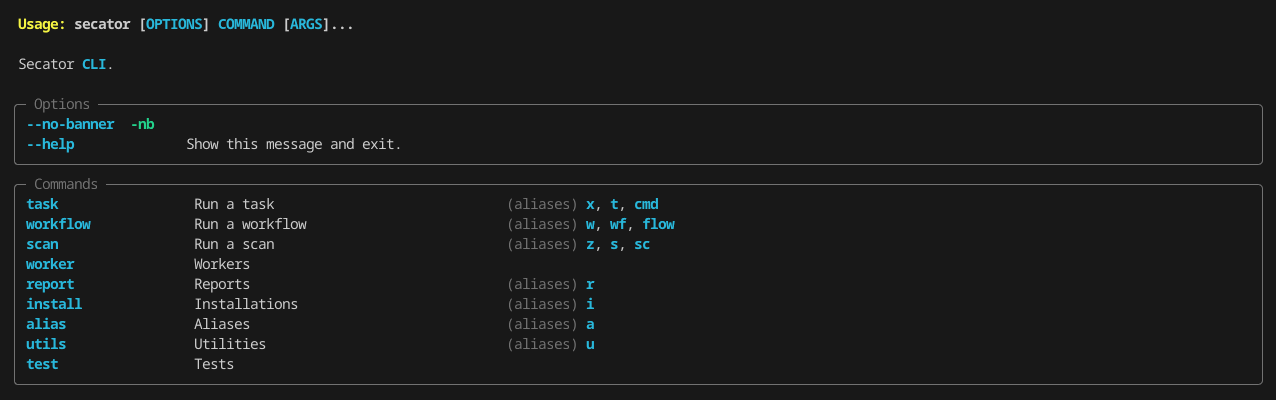 Usage: secator [OPTIONS] COMMAND [ARGS]...
Secator CLI.
Options
--no-banner -nb
--help Show this message and exit.
Commands
task Run a task (aliases) x, t, cmd
workflow Run a workflow (aliases) w, wf, flow
scan Run a scan (aliases) z, s, sc
worker Workers
report Reports (aliases) r
install Installations (aliases) i
alias Aliases (aliases) a
utils Utilities (aliases) u
test Tests